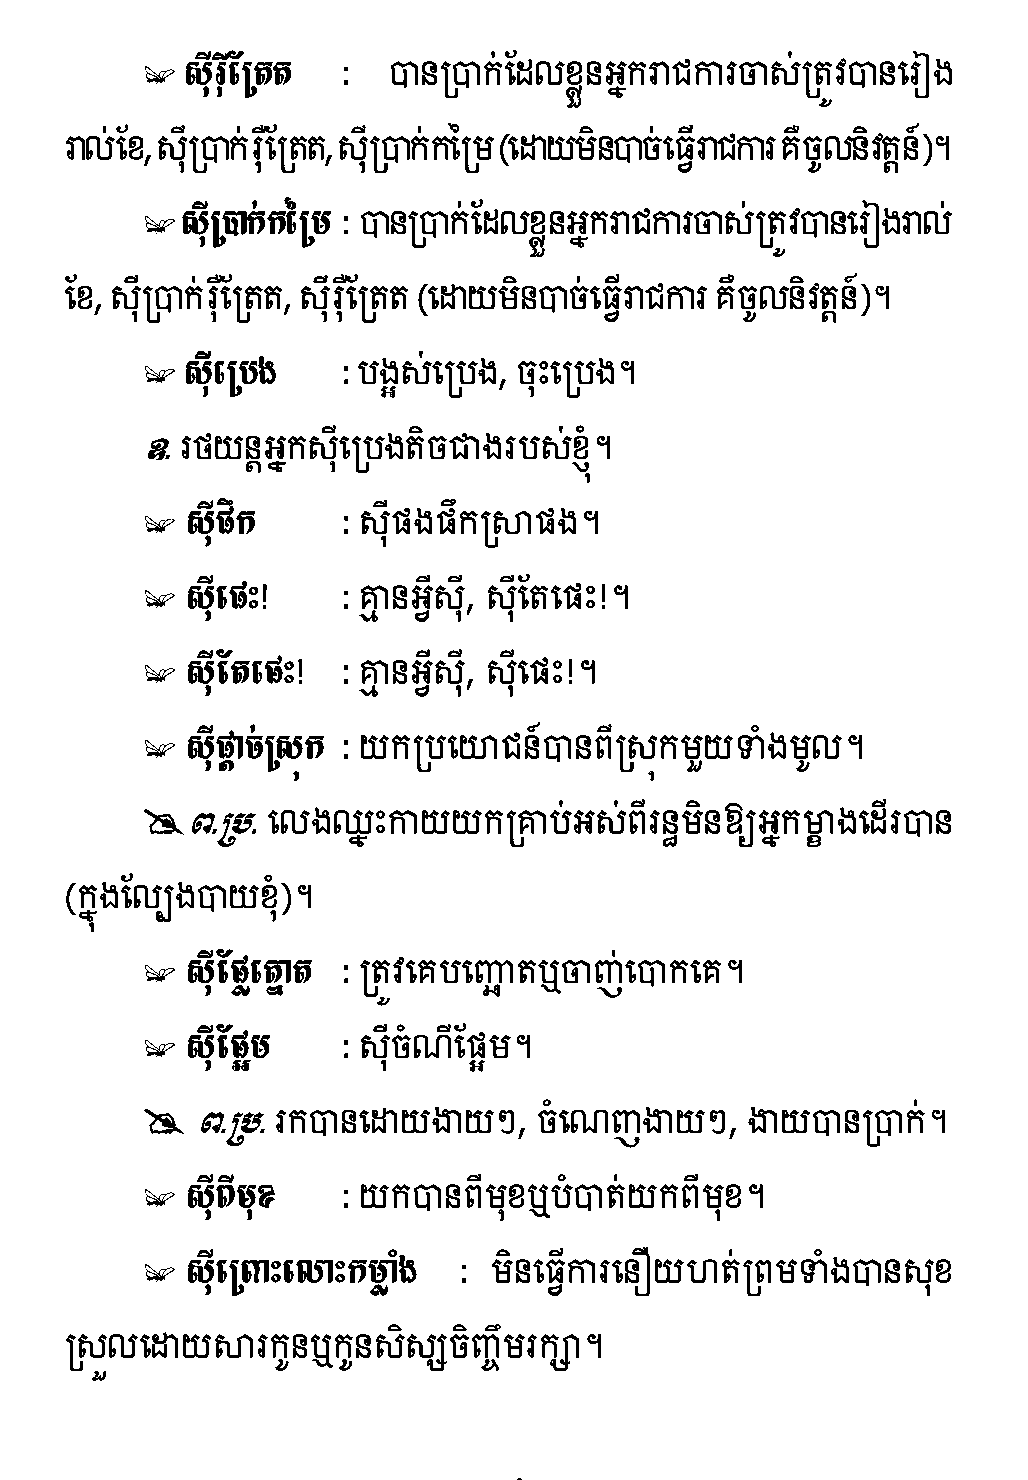 ស៊ីរ៉ឺត្រែត : បានប្រាក់ដែលខ្លួនអ្នករាជការចាស់ត្រូវបានរៀង
រាល់ខែ, ស៊ីប្រាក់រ៉ឺត្រែត, ស៊ីប្រាក់កម្រៃ (ដោយមិនបាច់ធ្វើរាជការ គឺចូលនិវត្តន៍)។
ស៊ីប្រាក់កម្រៃ : បានប្រាក់ដែលខ្លួនអ្នករាជការចាស់ត្រូវបានរៀងរាល់
ខែ, ស៊ីប្រាក់រ៉ឺត្រែត, ស៊ីរ៉ឺត្រែត (ដោយមិនបាច់ធ្វើរាជការ គឺចូលនិវត្តន៍)។
ស៊ីប្រេង : បង្អស់ប្រេង, ចុះប្រេង។
ឧ. រថយន្តអ្នកស៊ីប្រេងតិចជាងរបស់ខ្ញុំ។
ស៊ីផឹក : ស៊ីផងផឹកស្រាផង។
ស៊ីផេះ! : គ្មានអ្វីស៊ី, ស៊ីតែផេះ!។
ស៊ីតែផេះ! : គ្មានអ្វីស៊ី, ស៊ីផេះ!។
ស៊ីផ្តាច់ស្រុក : យកប្រយោជន៍បានពីស្រុកមួយទាំងមូល។
ព.ប្រ. លេងឈ្នះកាយយកគ្រាប់អស់ពីរន្ធមិនឱ្យអ្នកម្ខាងដើរបាន
(ក្នុងល្បែងបាយខុំ)។
ស៊ីផ្លែត្នោត : ត្រូវគេបញ្ឆោតឬចាញ់បោកគេ។
ស៊ីផ្អែម : ស៊ីចំណីផ្អែម។
ព.ប្រ. រកបានដោយងាយៗ, ចំណេញងាយៗ, ងាយបានប្រាក់។
ស៊ីពីមុខ : យកបានពីមុខឬបំបាត់យកពីមុខ។
ស៊ីព្រោះលោះកម្លាំង : មិនធ្វើការនឿយហត់ព្រមទាំងបានសុខ
ស្រួលដោយសារកូនឬកូនសិស្សចិញ្ចឹមរក្សា។